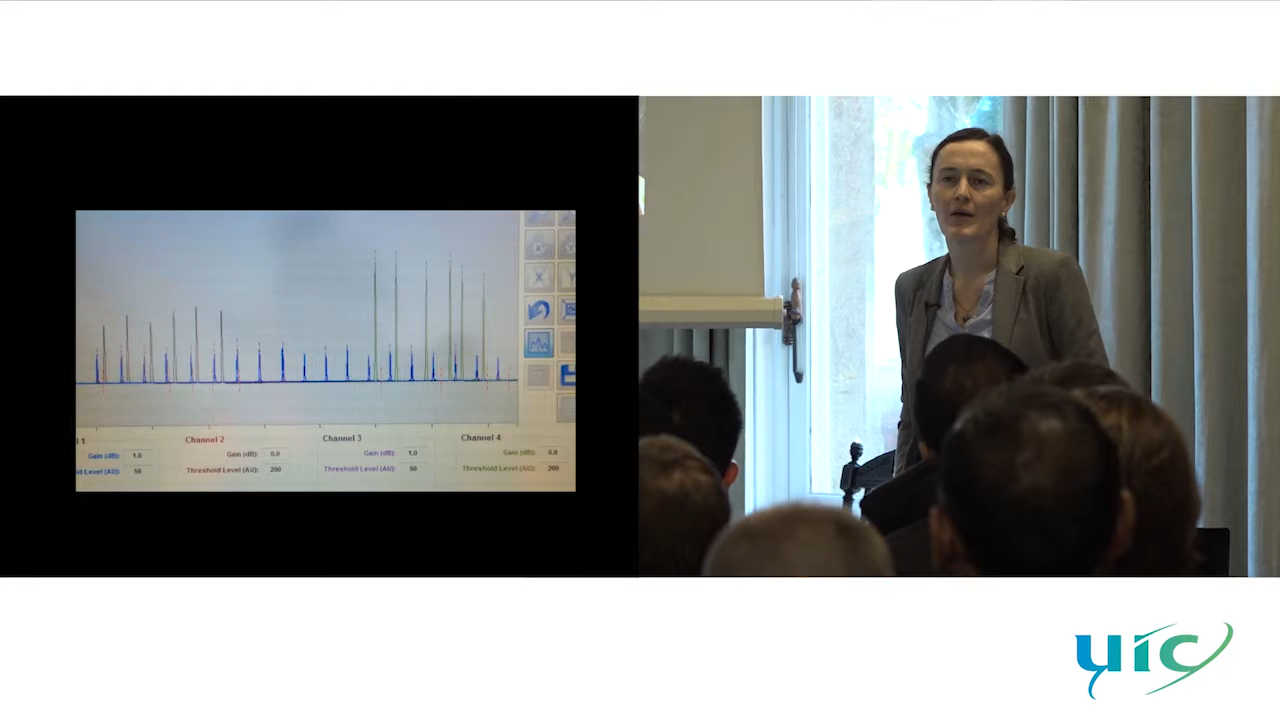 X
Y
X
Y
l 1
Channel 2
Channel 3
Channel 4
Gain (dB): 1.0
Gain (dB): 0.0
Gain (dB): 1.0
Gain (dB): 0.0
ld Level (AU): 50
Threshold Level (AU): 200
Threshold Level (AU): 50
Threshold Level (AU): 200
uic